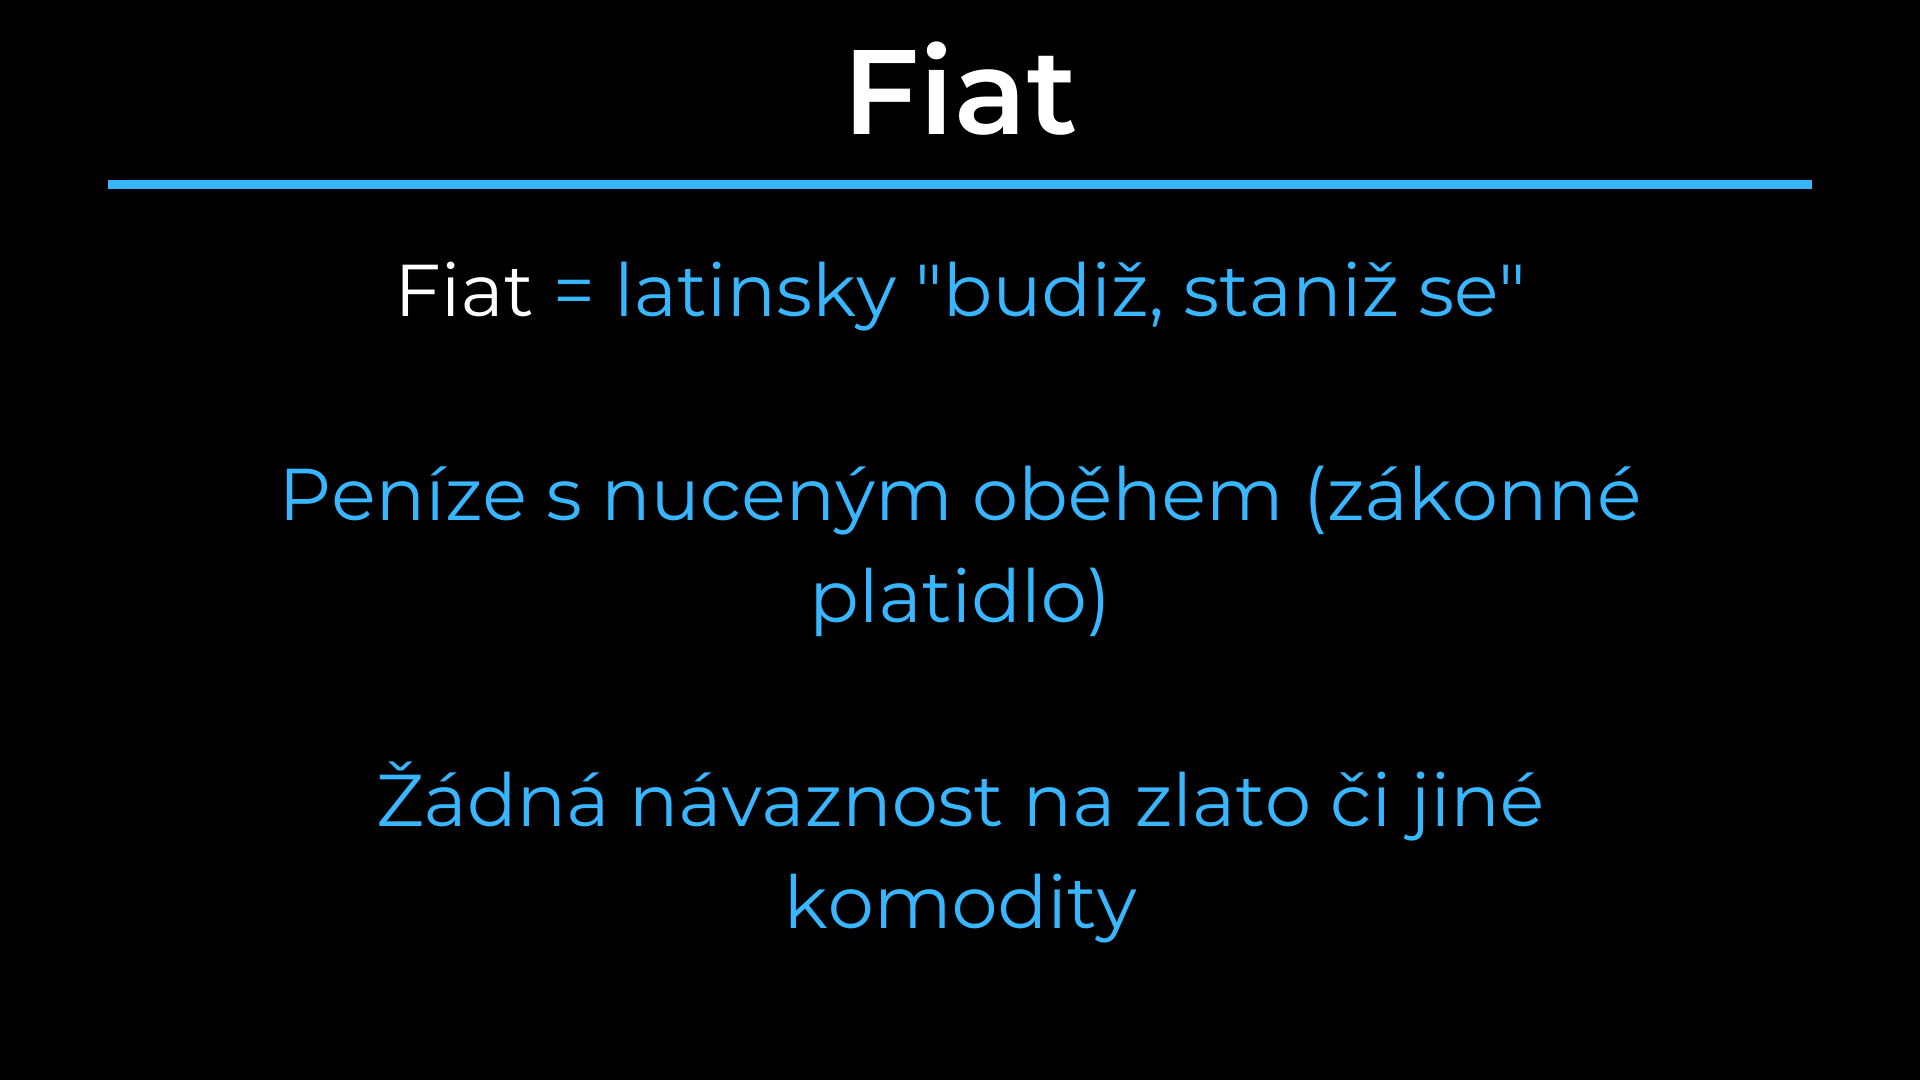 Fiat
Fiat = latinsky "budiž, staniž se"
Peníze s nuceným oběhem (zákonné
platidlo)
Žádná návaznost na zlato či jiné
komodity